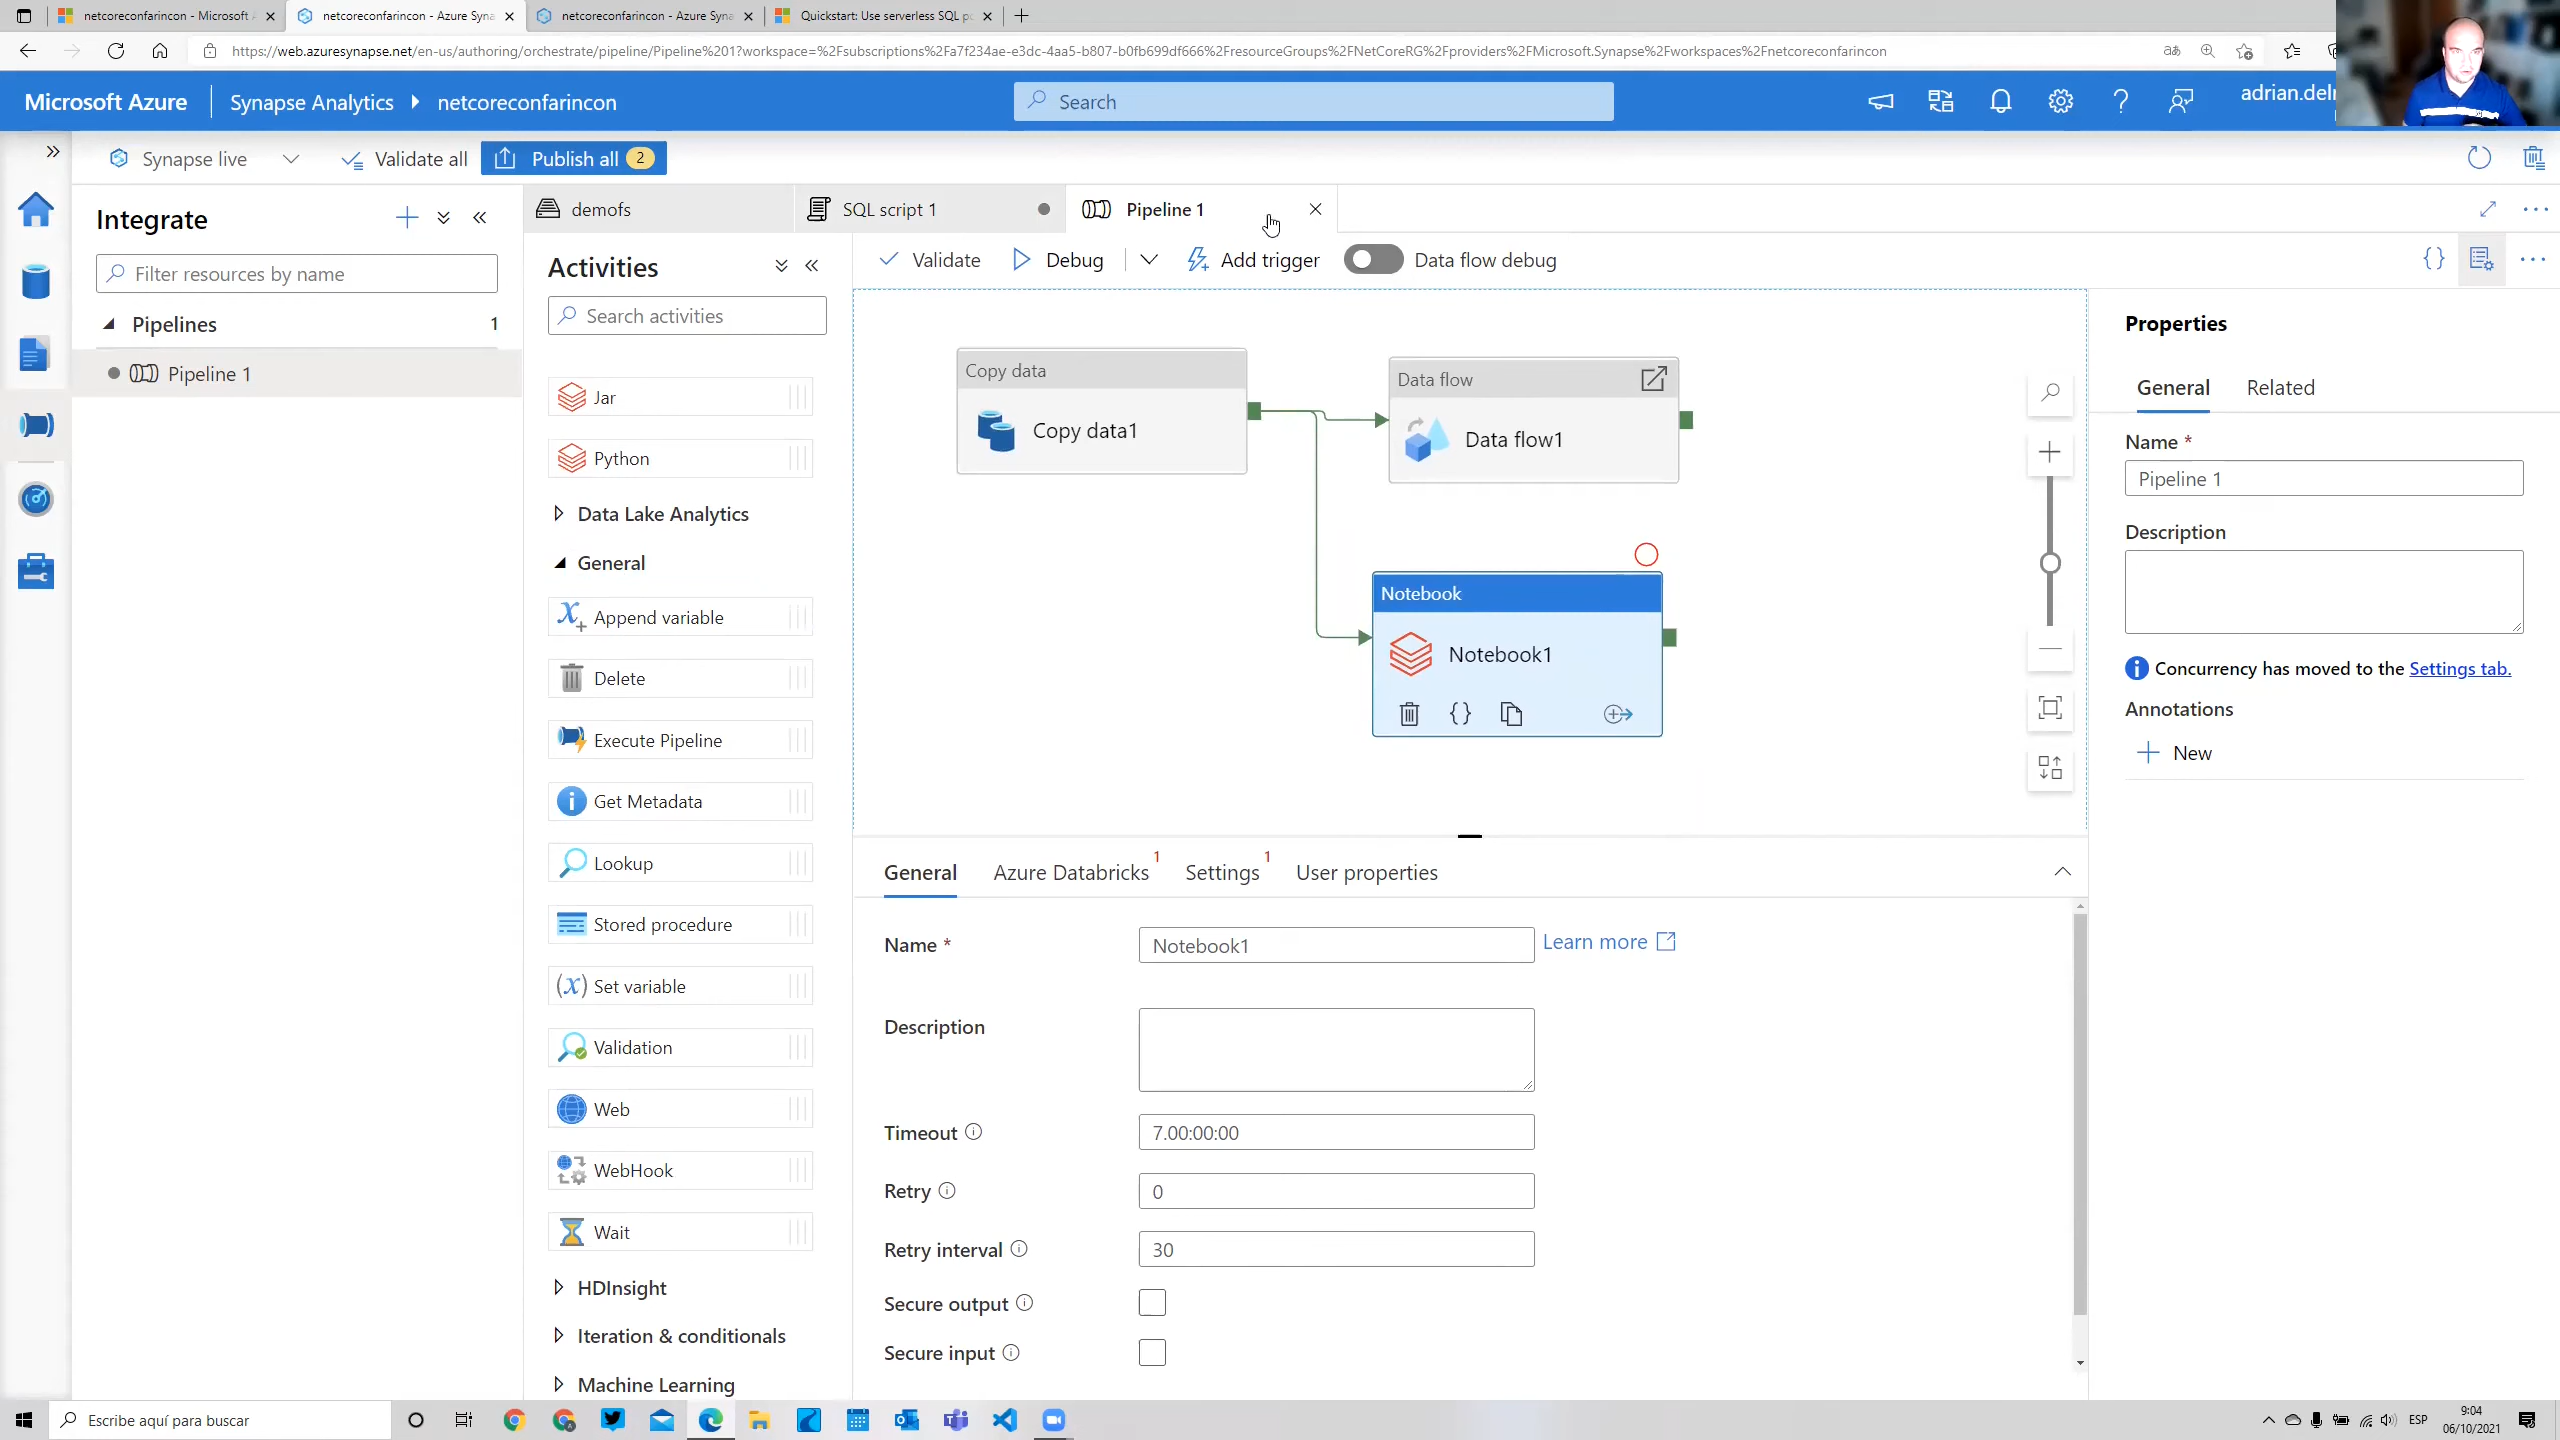 netcoreconfarincon - Microsoft A
netcoreconfarincon - Azure Syna
netcoreconfarincon - Azure Syna
Quickstart: Use serverless SQL po
https://web.azuresynapse.net/en-us/authoring/orchestrate/pipeline/Pipeline%201?workspace=%2Fsubscriptions%2Fa7f234ae-e3dc-4aa5-b807-b0fb699df666%2FresourceGroups%2FNetCoreRG%2Fproviders%2FMicrosoft.Synapse%2Fworkspaces%2Fnetcoreconfarincon
Microsoft Azure
Synapse Analytics
netcoreconfarincon
Search
adrian.delr
Synapse live
Validate all
Publish all 2
Integrate
demofs
SQL script 1
Pipeline 1
Filter resources by name
Pipelines 1
Pipeline 1
Activities
Search activities
Jar
Python
Data Lake Analytics
General
Append variable
Delete
Execute Pipeline
Get Metadata
Lookup
Stored procedure
Set variable
Validation
Web
WebHook
Wait
HDInsight
Iteration & conditionals
Machine Learning
Validate
Debug
Add trigger
Data flow debug
Copy data
Copy data1
Data flow
Data flow1
Notebook
Notebook1
Properties
General
Related
Name *
Pipeline 1
Description
Concurrency has moved to the Settings tab.
Annotations
New
General
Azure Databricks 1
Settings 1
User properties
Name *
Notebook1
Learn more
Description
Timeout
7.00:00:00
Retry
0
Retry interval
30
Secure output
Secure input
Escribe aquí para buscar
ESP
9:04
06/10/2021